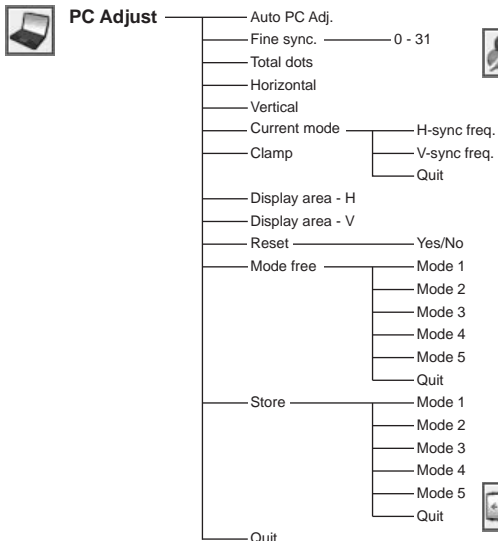 PC Adjust
Auto PC Adj.
Fine sync. 0 - 31
Total dots
Horizontal
Vertical
Current mode H-sync freq.
Clamp V-sync freq.
Quit
Display area - H
Display area - V
Reset Yes/No
Mode free Mode 1
Mode 2
Mode 3
Mode 4
Mode 5
Quit
Store Mode 1
Mode 2
Mode 3
Mode 4
Mode 5
Quit
Quit